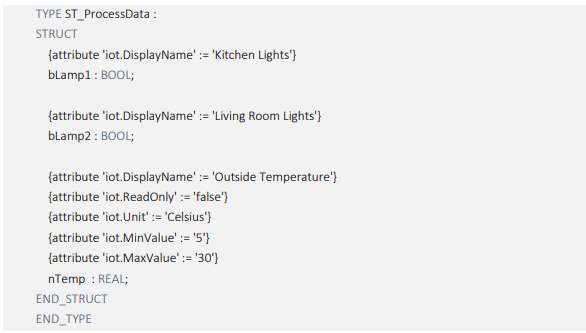 TYPE ST_ProcessData :
STRUCT
{attribute 'iot.DisplayName' := 'Kitchen Lights'}
bLamp1 : BOOL;
{attribute 'iot.DisplayName' := 'Living Room Lights'}
bLamp2 : BOOL;
{attribute 'iot.DisplayName' := 'Outside Temperature'}
{attribute 'iot.ReadOnly' := 'false'}
{attribute 'iot.Unit' := 'Celsius'}
{attribute 'iot.MinValue' := '5'}
{attribute 'iot.MaxValue' := '30'}
nTemp : REAL;
END_STRUCT
END_TYPE